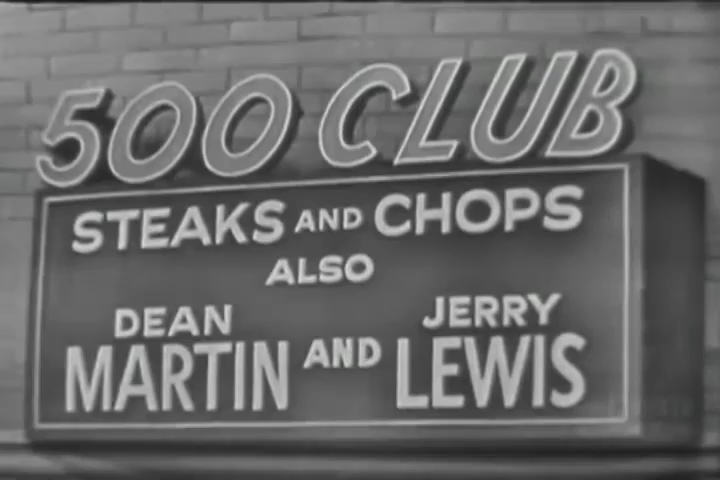 500 CLUB
STEAKS AND CHOPS
ALSO
DEAN JERRY
MARTIN AND LEWIS